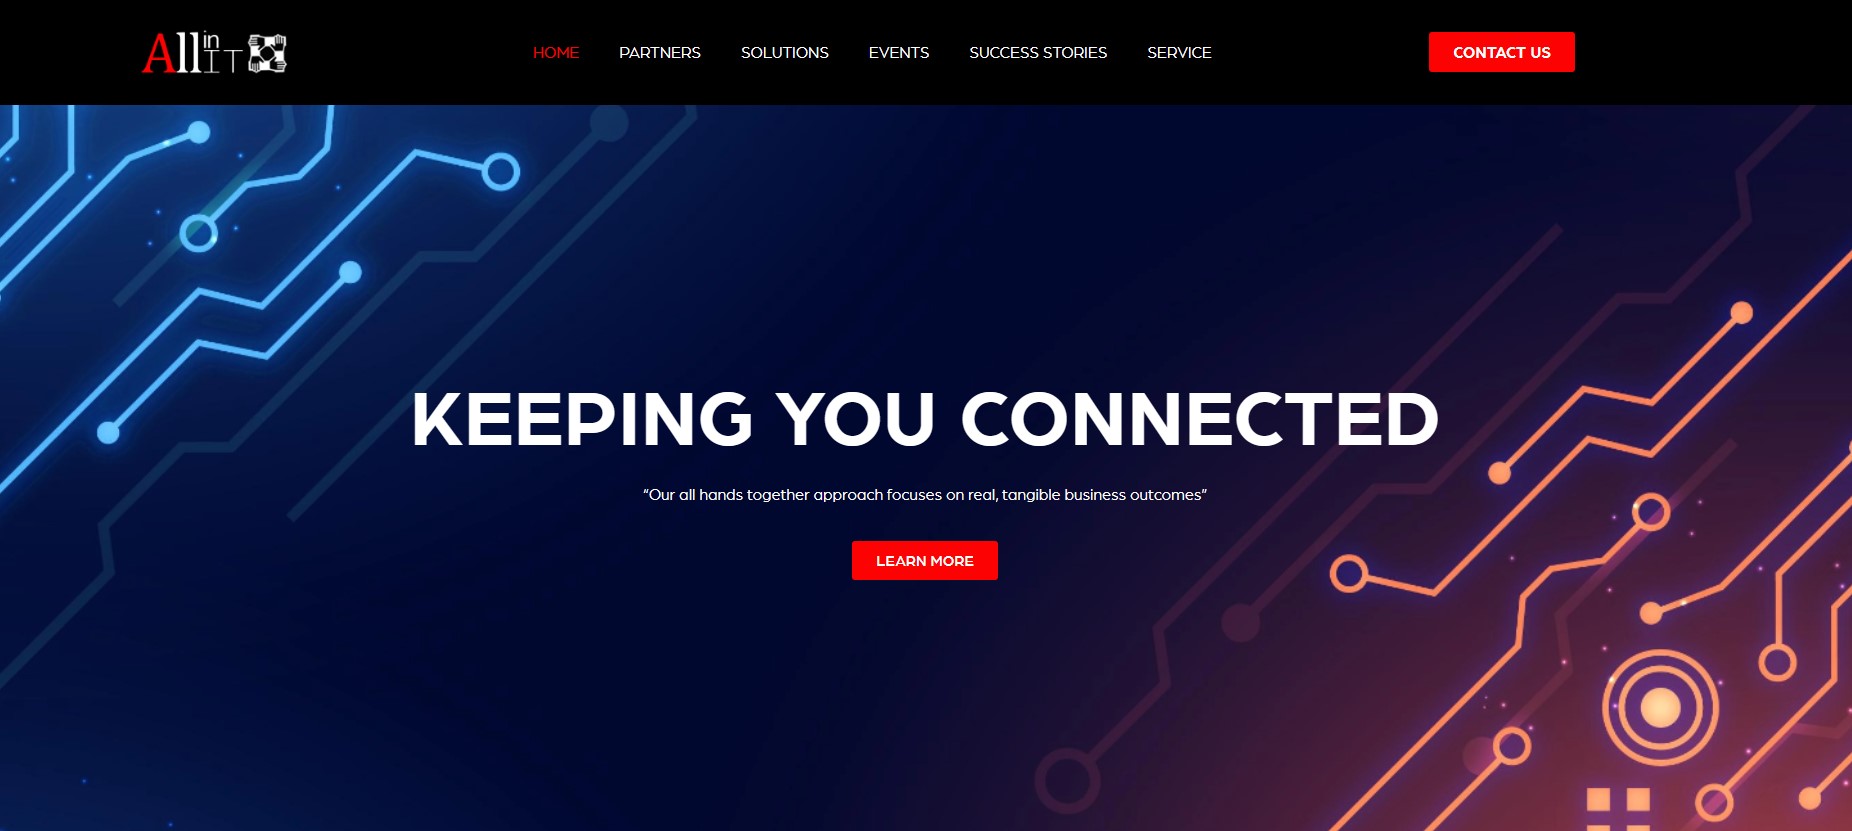 All in IT
HOME PARTNERS SOLUTIONS EVENTS SUCCESS STORIES SERVICE CONTACT US
KEEPING YOU CONNECTED
“Our all hands together approach focuses on real, tangible business outcomes”
LEARN MORE